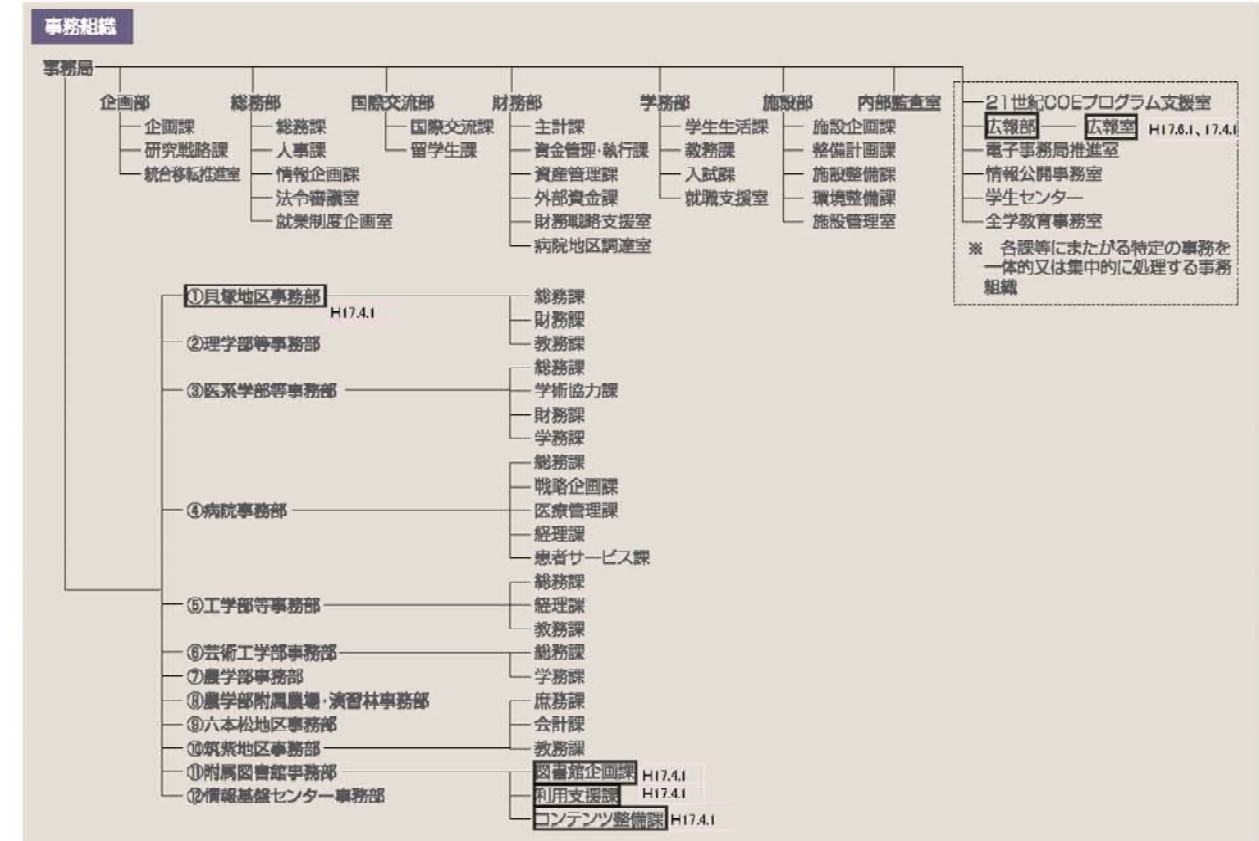 事務組織
事務局
企画部
企画課
研究戦略課
統合移転推進室
総務部
総務課
人事課
情報企画課
法令審議室
就業制度企画室
国際交流部
国際交流課
留学生課
財務部
主計課
資金管理・執行課
資産管理課
外部資金課
財務戦略支援室
病院地区調達室
学務部
学生生活課
教務課
入試課
就職支援室
施設部
施設企画課
整備計画課
施設整備課
環境整備課
施設管理室
内部監査室
21世紀COEプログラム支援室
広報部 広報室 H17.6.1、17.4.1
電子事務局推進室
情報公開事務室
学生センター
全学教育事務室
※ 各課等にまたがる特定の事務を
一体的又は集中的に処理する事務
組織
①貝塚地区事務部
H17.4.1
総務課
財務課
教務課
②理学部等事務部
③医系学部等事務部
総務課
学術協力課
財務課
学務課
④病院事務部
総務課
戦略企画課
医療管理課
経理課
患者サービス課
⑤工学部等事務部
総務課
経理課
教務課
⑥芸術工学部事務部
総務課
学務課
⑦農学部事務部
⑧農学部附属農場・演習林事務部
⑨六本松地区事務部
⑩筑紫地区事務部
庶務課
会計課
教務課
⑪附属図書館事務部
図書館企画課 H17.4.1
利用支援課 H17.4.1
コンテンツ整備課 H17.4.1
⑫情報基盤センター事務部